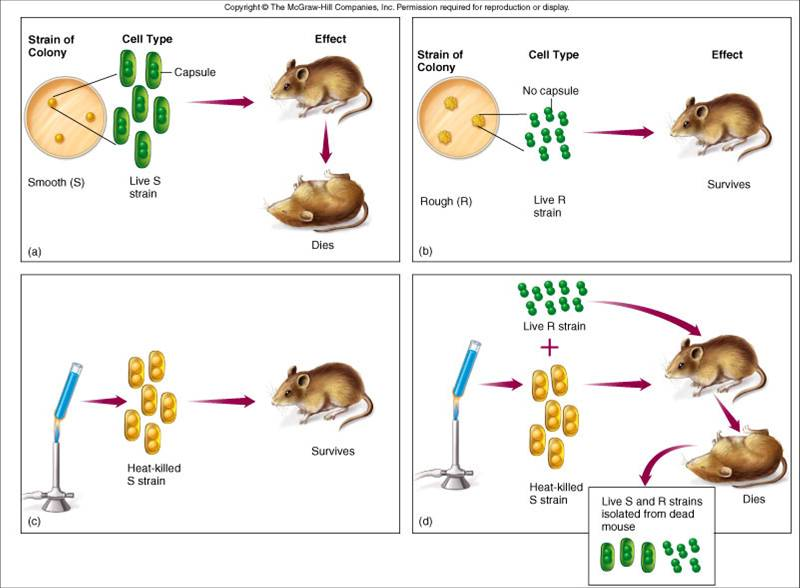 Copyright © The McGraw-Hill Companies, Inc. Permission required for reproduction or display.
Strain of
Colony
Cell Type
Effect
Capsule
Smooth (S)
Live S
strain
Dies
(a)
Strain of
Colony
Cell Type
Effect
No capsule
Rough (R)
Live R
strain
Survives
(b)
Heat-killed
S strain
Survives
(c)
Live R strain
+
Heat-killed
S strain
Dies
Live S and R strains
isolated from dead
mouse
(d)